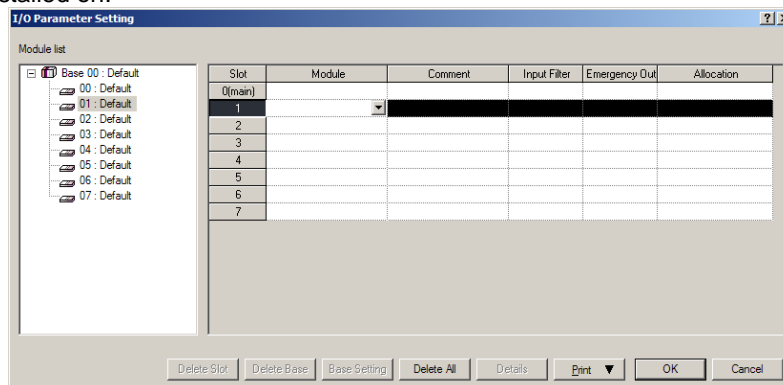 stalled on.
I/O Parameter Setting
Module list
Base 00 : Default
00 : Default
01 : Default
02 : Default
03 : Default
04 : Default
05 : Default
06 : Default
07 : Default
Slot Module Comment Input Filter Emergency Out Allocation
0(main)
1
2
3
4
5
6
7
Delete Slot Delete Base Base Setting Delete All Details Print ▼ OK Cancel